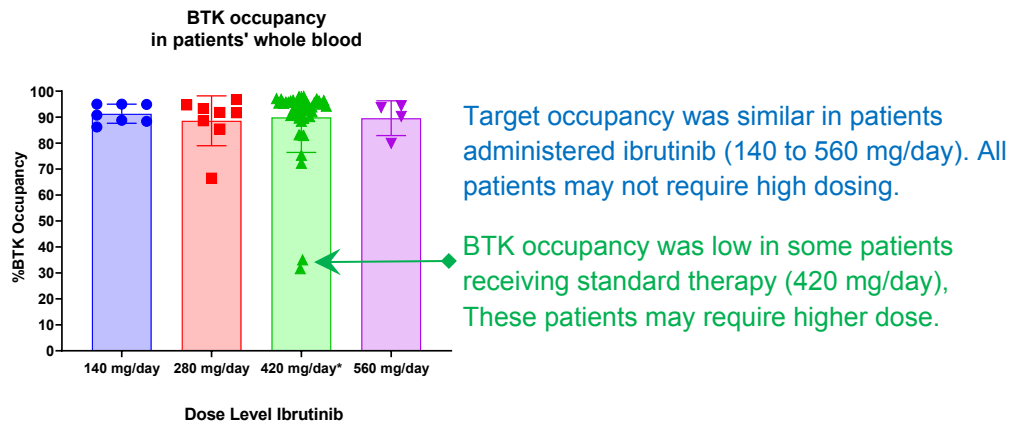 BTK occupancy
in patients' whole blood
%BTK Occupancy
100
90
80
70
60
50
40
30
20
10
0
140 mg/day 280 mg/day 420 mg/day* 560 mg/day
Dose Level Ibrutinib
Target occupancy was similar in patients
administered ibrutinib (140 to 560 mg/day). All
patients may not require high dosing.
BTK occupancy was low in some patients
receiving standard therapy (420 mg/day),
These patients may require higher dose.